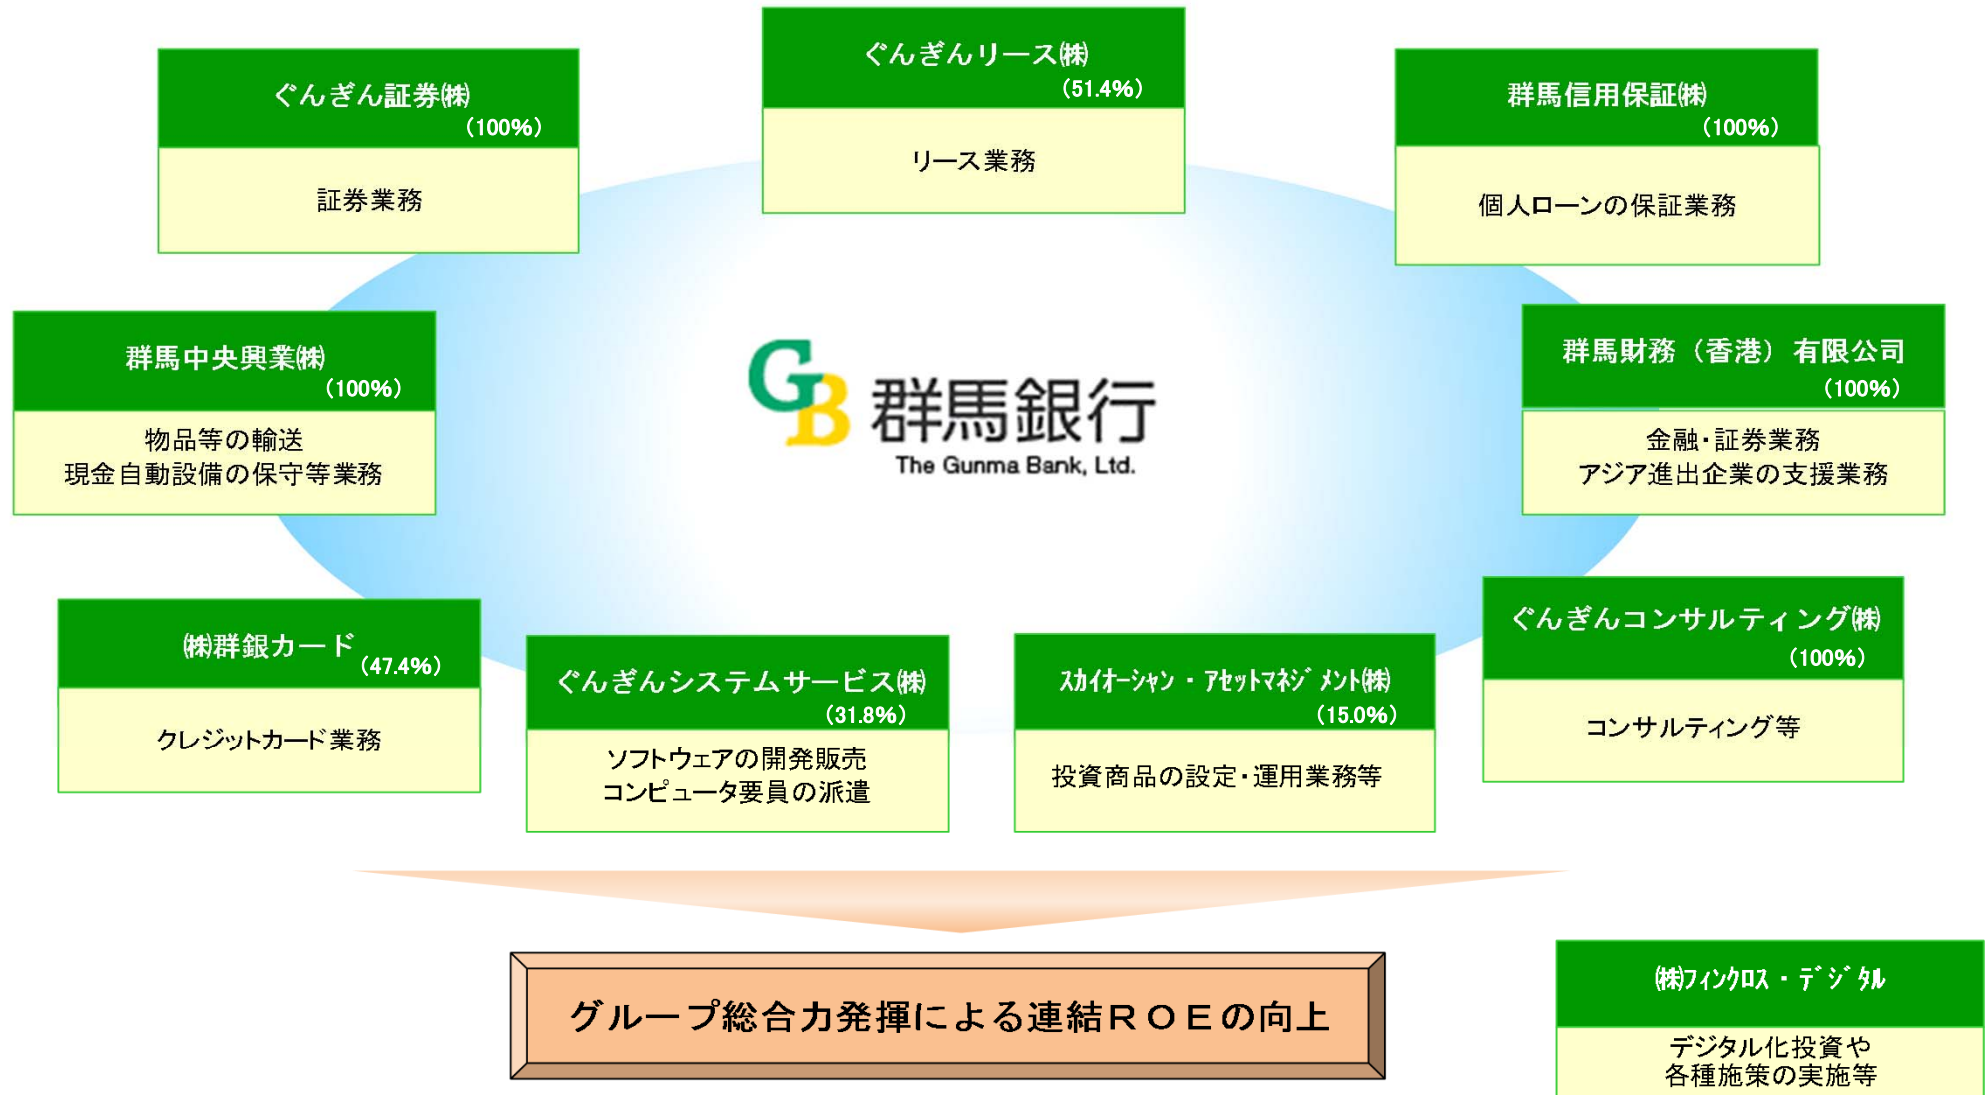 ぐんぎんリース㈱
(51.4%)
リース業務
ぐんぎん証券㈱
(100%)
証券業務
群馬信用保証㈱
(100%)
個人ローンの保証業務
群馬中央興業㈱
(100%)
物品等の輸送
現金自動設備の保守等業務
GB 群馬銀行
The Gunma Bank, Ltd.
群馬財務（香港）有限公司
(100%)
金融・証券業務
アジア進出企業の支援業務
㈱群銀カード
(47.4%)
クレジットカード業務
ぐんぎんシステムサービス㈱
(31.8%)
ソフトウェアの開発販売
コンピュータ要員の派遣
ｽｶｲｵｰｼｬﾝ・ｱｾｯﾄﾏﾈｼﾞﾒﾝﾄ㈱
(15.0%)
投資商品の設定・運用業務等
ぐんぎんコンサルティング㈱
(100%)
コンサルティング等
グループ総合力発揮による連結ＲＯＥの向上
㈱ﾌｨﾝｸﾛｽ・ﾃﾞｼﾞﾀﾙ
デジタル化投資や
各種施策の実施等